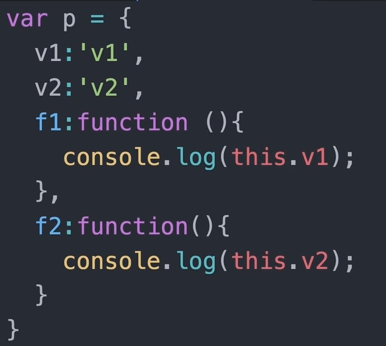 var p = {
  v1:'v1',
  v2:'v2',
  f1:function (){
    console.log(this.v1);
  },
  f2:function(){
    console.log(this.v2);
  }
}